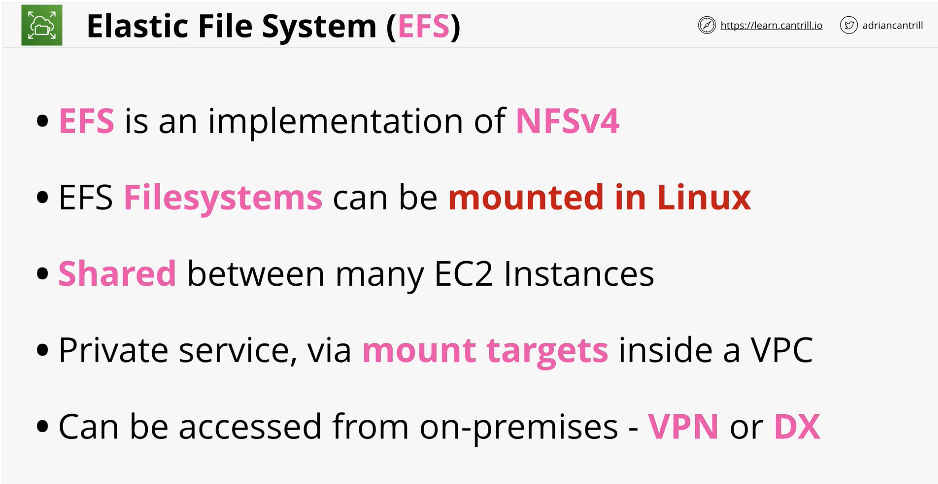 Elastic File System (EFS)
https://learn.cantrill.io
adriancantrill
• EFS is an implementation of NFSv4
• EFS Filesystems can be mounted in Linux
• Shared between many EC2 Instances
• Private service, via mount targets inside a VPC
• Can be accessed from on-premises - VPN or DX